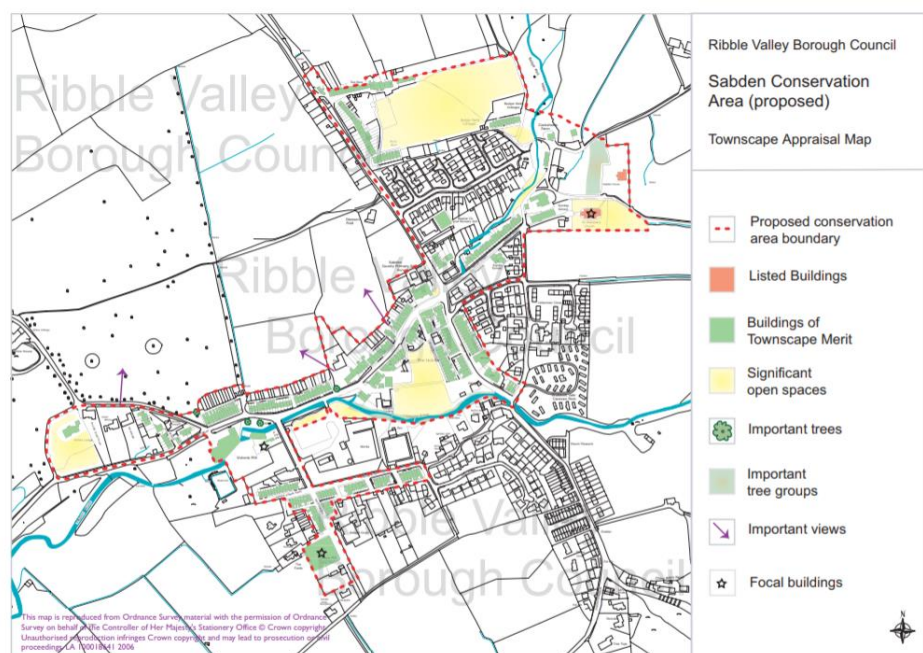 Ribble Valley Borough Council
Sabden Conservation
Area (proposed)
Townscape Appraisal Map
Proposed conservation
area boundary
Listed Buildings
Buildings of
Townscape Merit
Significant
open spaces
Important trees
Important
tree groups
Important views
Focal buildings
N
Ribble Valley
Borough Council
Ribble Valley
Borough Council
Ribble Valley
Borough Council
This map is reproduced from Ordnance Survey material with the permission of Ordnance
Survey on behalf of the Controller of Her Majesty's Stationery Office © Crown copyright.
Unauthorised reproduction infringes Crown copyright and may lead to prosecution or civil
proceedings. LA 100018641 2006